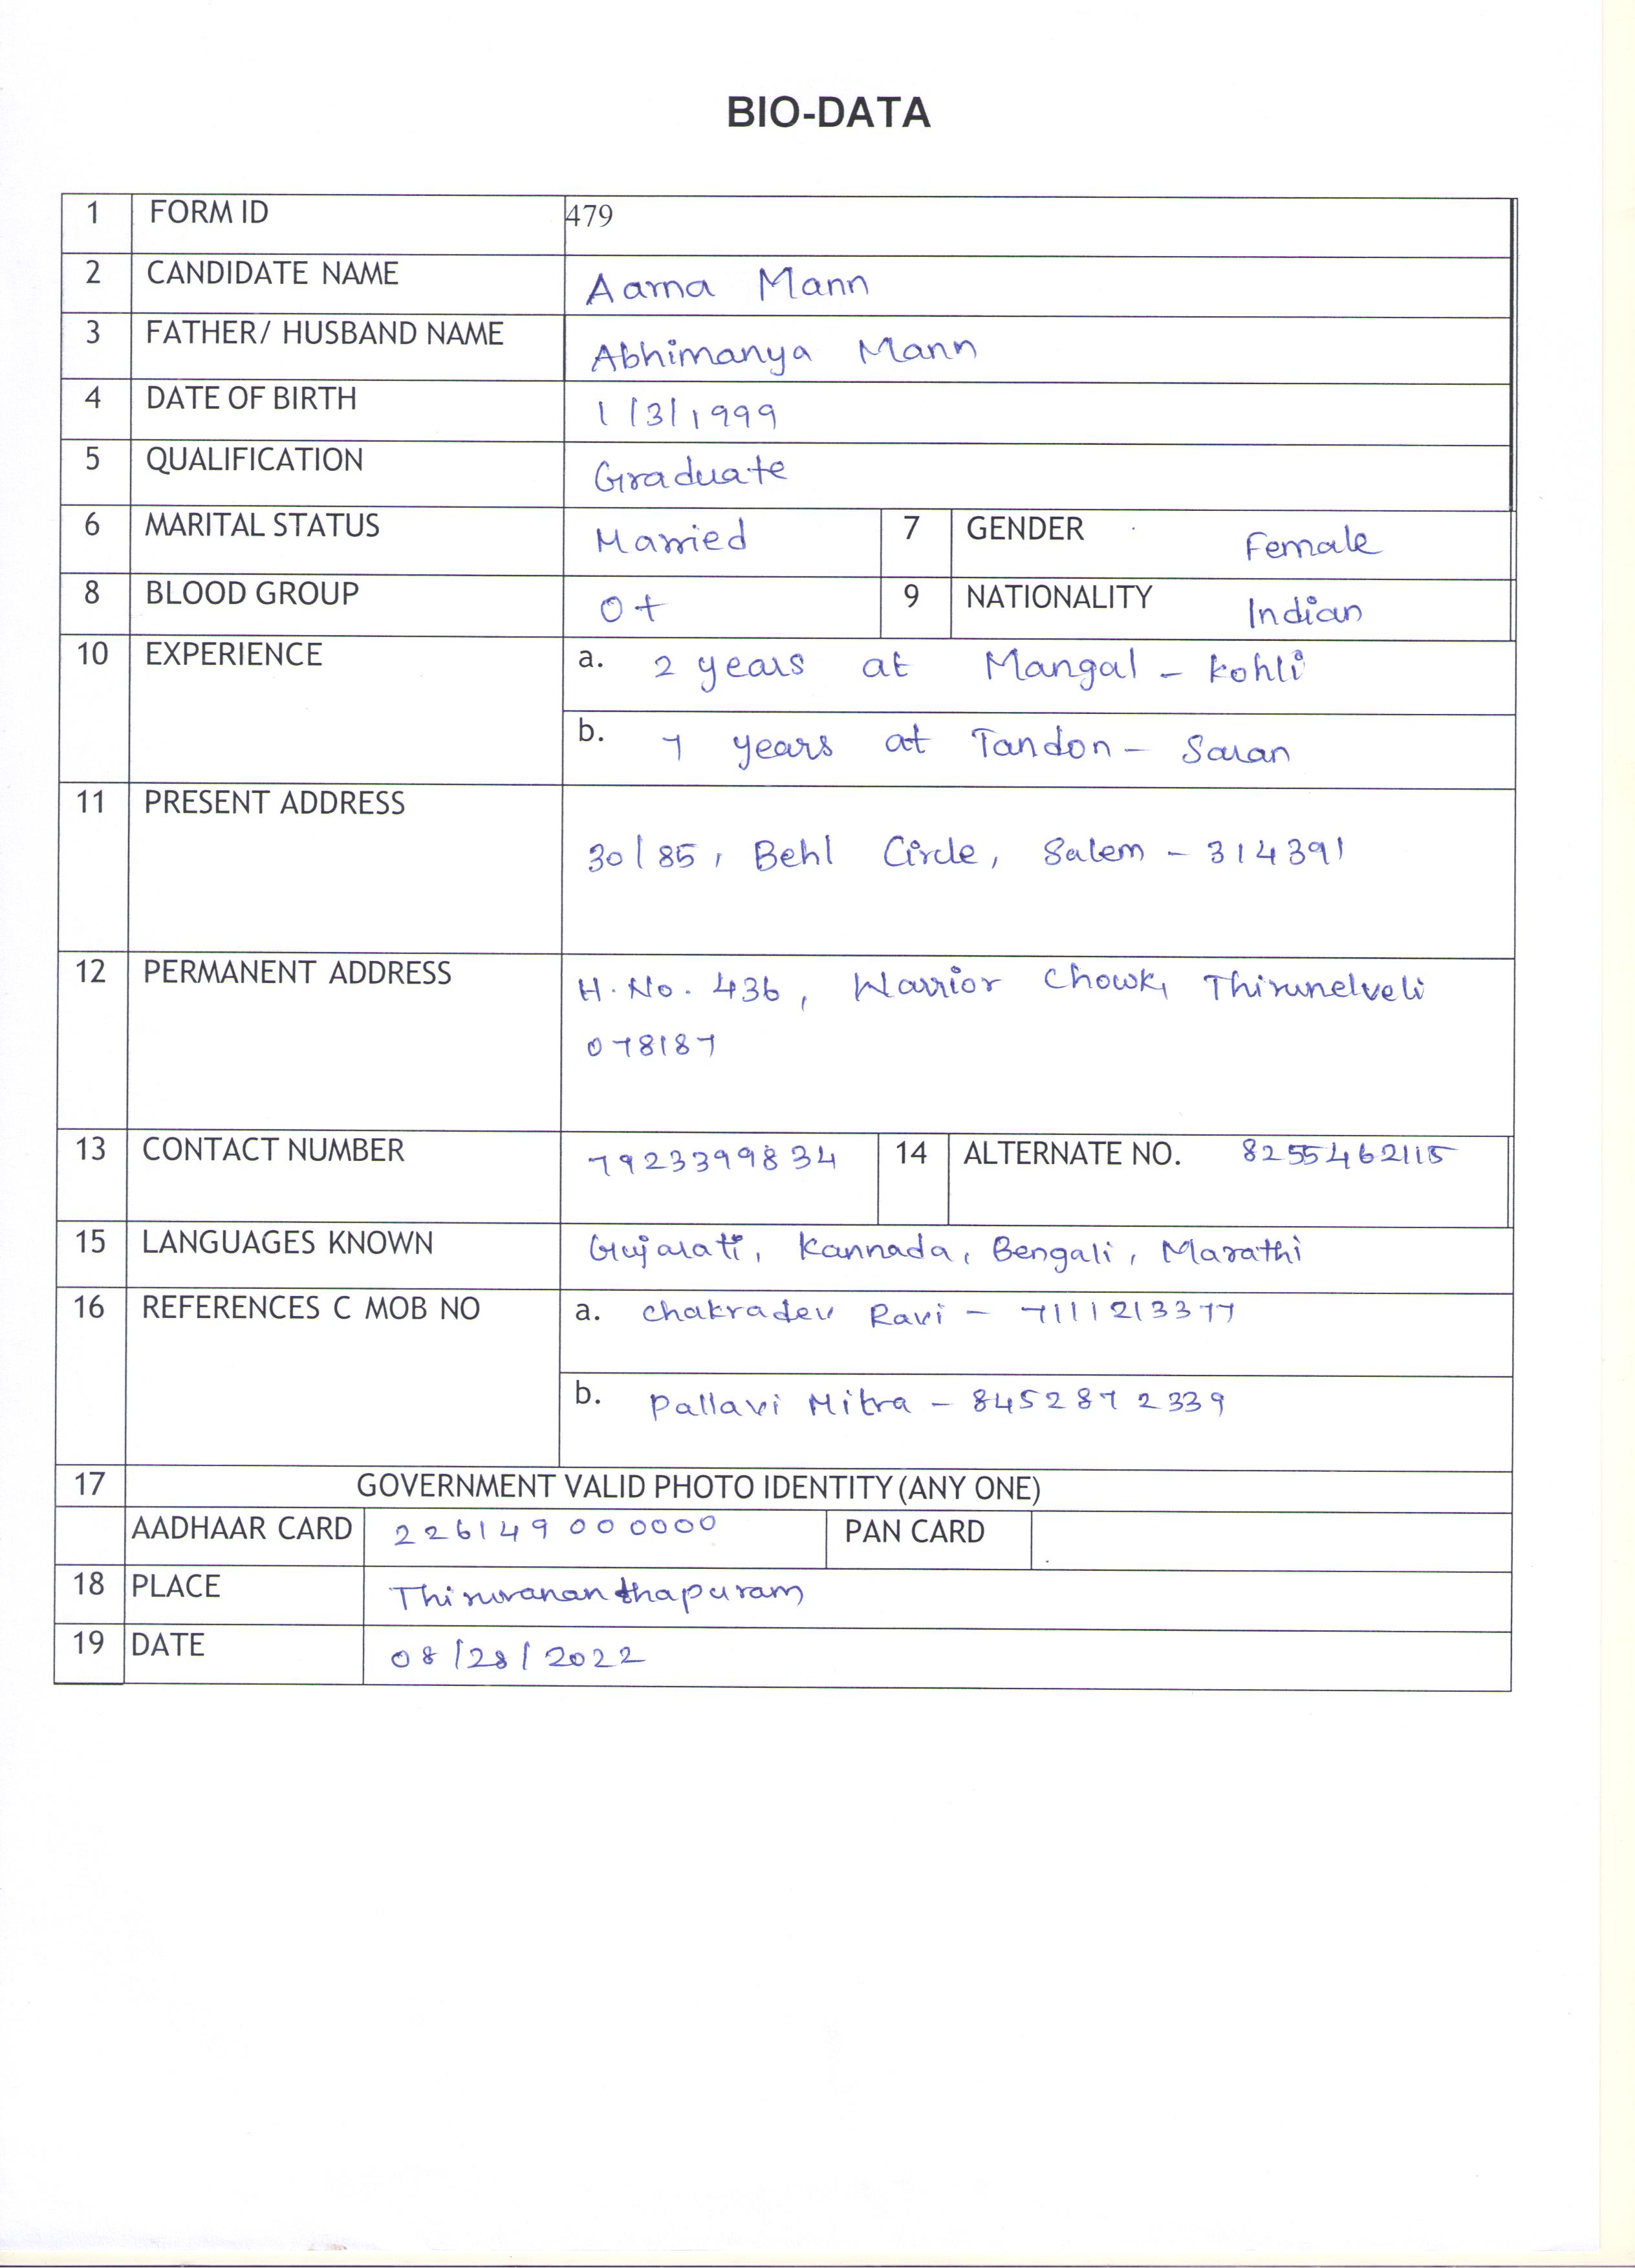 BIO-DATA
1 FORM ID 479
2 CANDIDATE NAME Aarna Mann
3 FATHER/ HUSBAND NAME Abhimanya Mann
4 DATE OF BIRTH 1/3/1999
5 QUALIFICATION Graduate
6 MARITAL STATUS Married 7 GENDER Female
8 BLOOD GROUP O+ 9 NATIONALITY Indian
10 EXPERIENCE a. 2 years at Mangal - Kohli
b. 7 years at Tandon - Saran
11 PRESENT ADDRESS
30/85, Behl Circle, Salem - 314391
12 PERMANENT ADDRESS H.No. 436, Warrior Chowk, Thirunelveli
078187
13 CONTACT NUMBER 7923399834 14 ALTERNATE NO. 8255462115
15 LANGUAGES KNOWN Gujarati, Kannada, Bengali, Marathi
16 REFERENCES C MOB NO a. Chakradev Ravi - 7111213377
b. Pallavi Mitra - 8452872339
17 GOVERNMENT VALID PHOTO IDENTITY (ANY ONE)
AADHAAR CARD 226149000000 PAN CARD
18 PLACE Thiruvananthapuram
19 DATE 08/28/2022